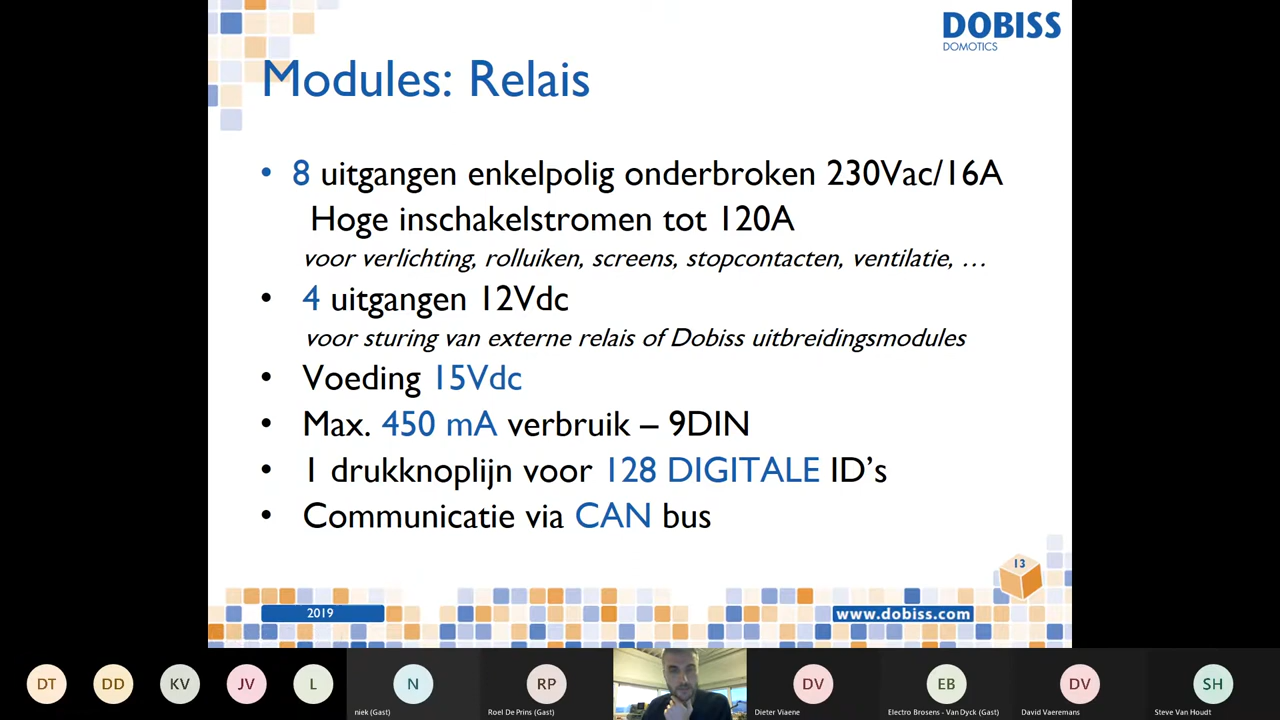 DOBISS
DOMOTICS
Modules: Relais
• 8 uitgangen enkelpolig onderbroken 230Vac/16A
Hoge inschakelstromen tot 120A
voor verlichting, rolluiken, screens, stopcontacten, ventilatie, …
• 4 uitgangen 12Vdc
voor sturing van externe relais of Dobiss uitbreidingsmodules
• Voeding 15Vdc
• Max. 450 mA verbruik – 9DIN
• 1 drukknoplijn voor 128 DIGITALE ID’s
• Communicatie via CAN bus
13
2019
www.dobiss.com
DT DD KV JV L N RP DV EB DV SH
niek (Gast) Roel De Prins (Gast) Dieter Viaene Electro Brosens - Van Dyck (Gast) David Vaeremans Steve Van Houdt